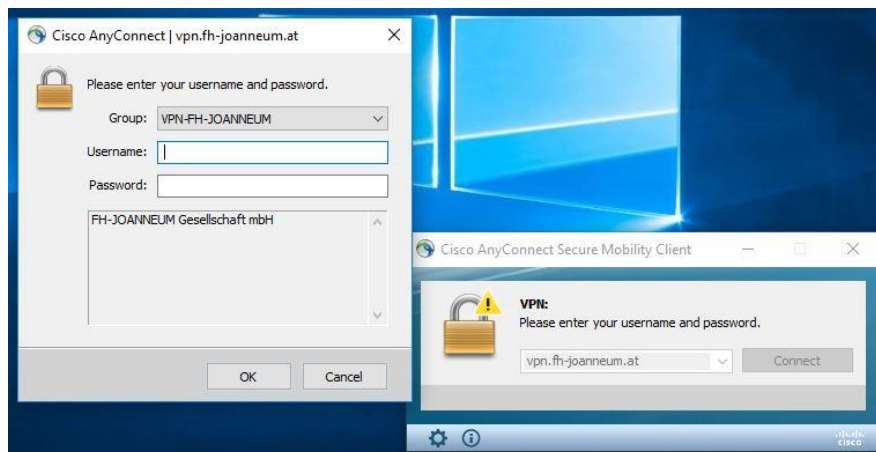 Cisco AnyConnect | vpn.fh-joanneum.at
Please enter your username and password.
Group: VPN-FH-JOANNEUM
Username:
Password:
FH-JOANNEUM Gesellschaft mbH
OK Cancel
Cisco AnyConnect Secure Mobility Client
VPN:
Please enter your username and password.
vpn.fh-joanneum.at Connect
CISCO